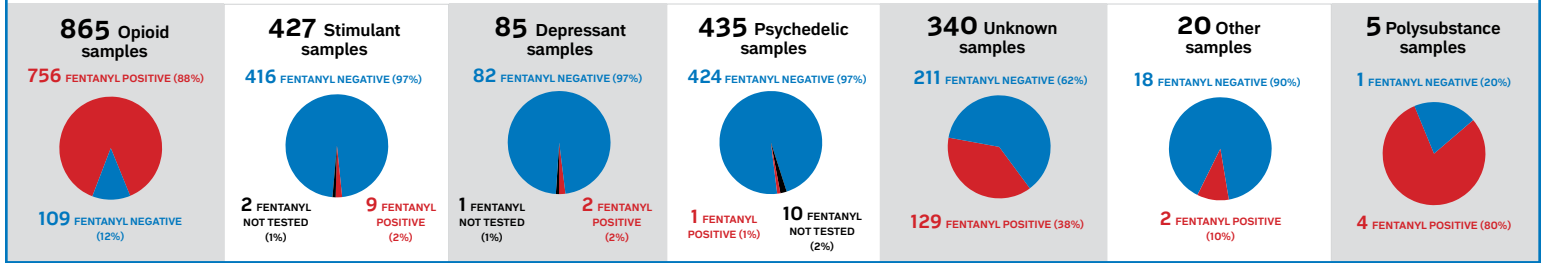 865 Opioid
samples
756 FENTANYL POSITIVE (88%)
109 FENTANYL NEGATIVE
(12%)
427 Stimulant
samples
416 FENTANYL NEGATIVE (97%)
2 FENTANYL
NOT TESTED
(1%)
9 FENTANYL
POSITIVE
(2%)
85 Depressant
samples
82 FENTANYL NEGATIVE (97%)
1 FENTANYL
NOT TESTED
(1%)
2 FENTANYL
POSITIVE
(2%)
435 Psychedelic
samples
424 FENTANYL NEGATIVE (97%)
1 FENTANYL
POSITIVE (1%)
10 FENTANYL
NOT TESTED
(2%)
340 Unknown
samples
211 FENTANYL NEGATIVE (62%)
129 FENTANYL POSITIVE (38%)
20 Other
samples
18 FENTANYL NEGATIVE (90%)
2 FENTANYL POSITIVE
(10%)
5 Polysubstance
samples
1 FENTANYL NEGATIVE (20%)
4 FENTANYL POSITIVE (80%)